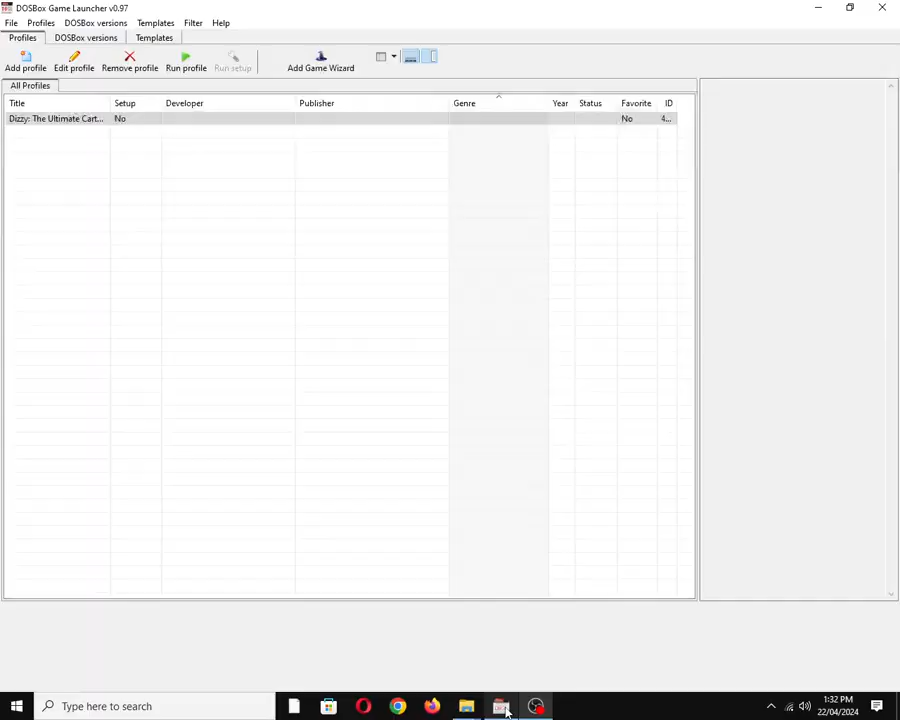 DOSBox Game Launcher v0.97
File Profiles DOSBox versions Templates Filter Help
Profiles DOSBox versions Templates
Add profile Edit profile Remove profile Run profile Run setup Add Game Wizard
All Profiles
Title Setup Developer Publisher Genre Year Status Favorite ID
Dizzy: The Ultimate Cart... No No 4...
Type here to search
1:32 PM
22/04/2024